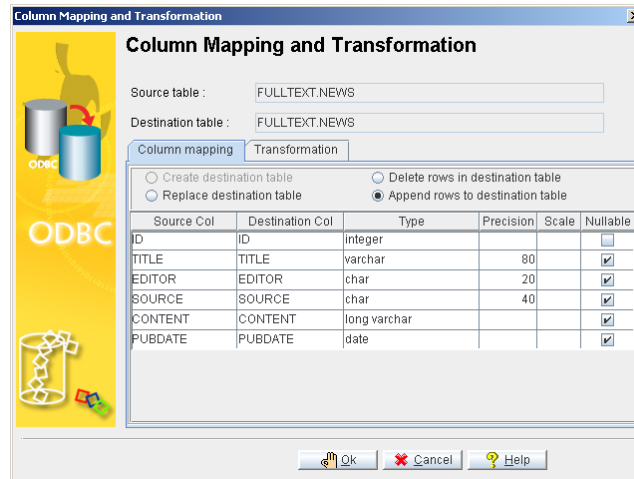 Column Mapping and Transformation
Column Mapping and Transformation
Source table : FULLTEXT.NEWS
Destination table : FULLTEXT.NEWS
Column mapping Transformation
Create destination table Delete rows in destination table
Replace destination table Append rows to destination table
Source Col Destination Col Type Precision Scale Nullable
ID ID integer
TITLE TITLE varchar 80
EDITOR EDITOR char 20
SOURCE SOURCE char 40
CONTENT CONTENT long varchar
PUBDATE PUBDATE date
ODBC
ODBC
Ok Cancel Help